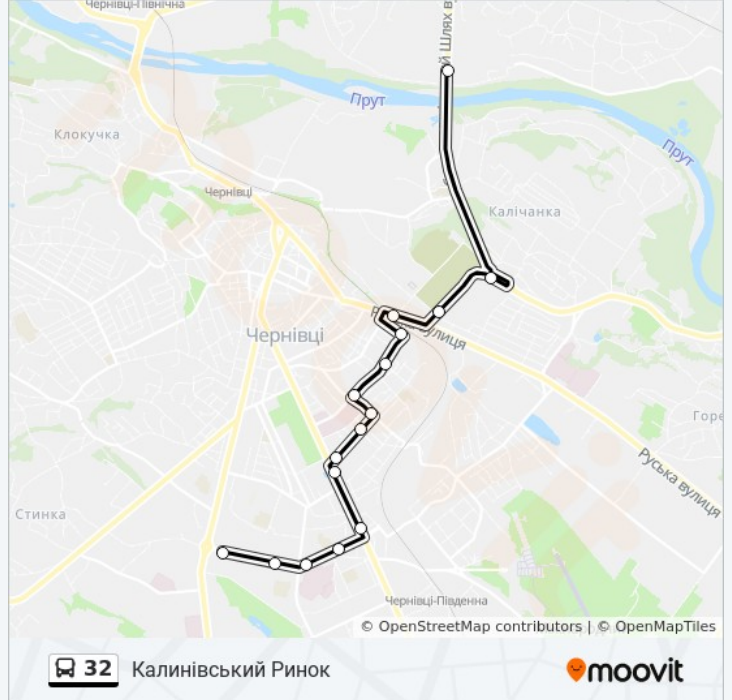 Чернівці-Північна
й Шлях в
Прут
Прут
Клокучка
Чернівці
Калічанка
Чернівці
вулиця
Горе
Руська вулиця
Стинка
Чернівці-Південна
© OpenStreetMap contributors | © OpenMapTiles
32 Калинівський Ринок
moovit